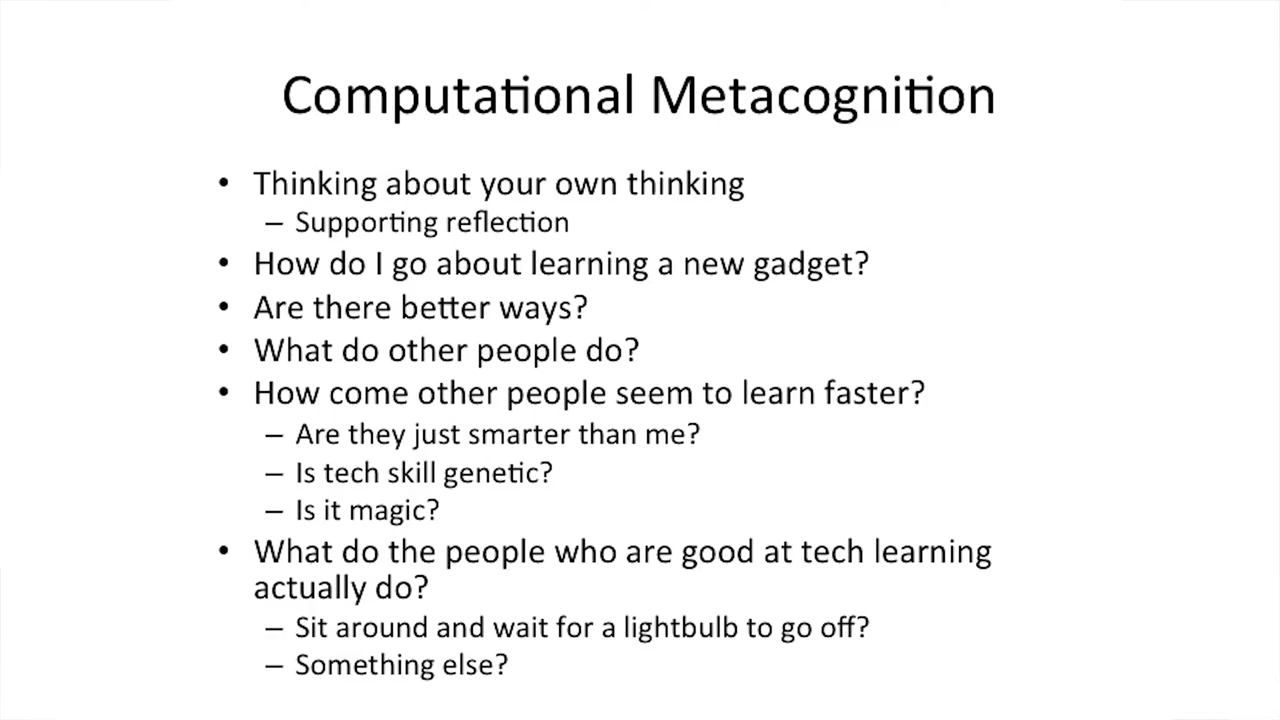 Computational Metacognition
• Thinking about your own thinking
– Supporting reflection
• How do I go about learning a new gadget?
• Are there better ways?
• What do other people do?
• How come other people seem to learn faster?
– Are they just smarter than me?
– Is tech skill genetic?
– Is it magic?
• What do the people who are good at tech learning
actually do?
– Sit around and wait for a lightbulb to go off?
– Something else?